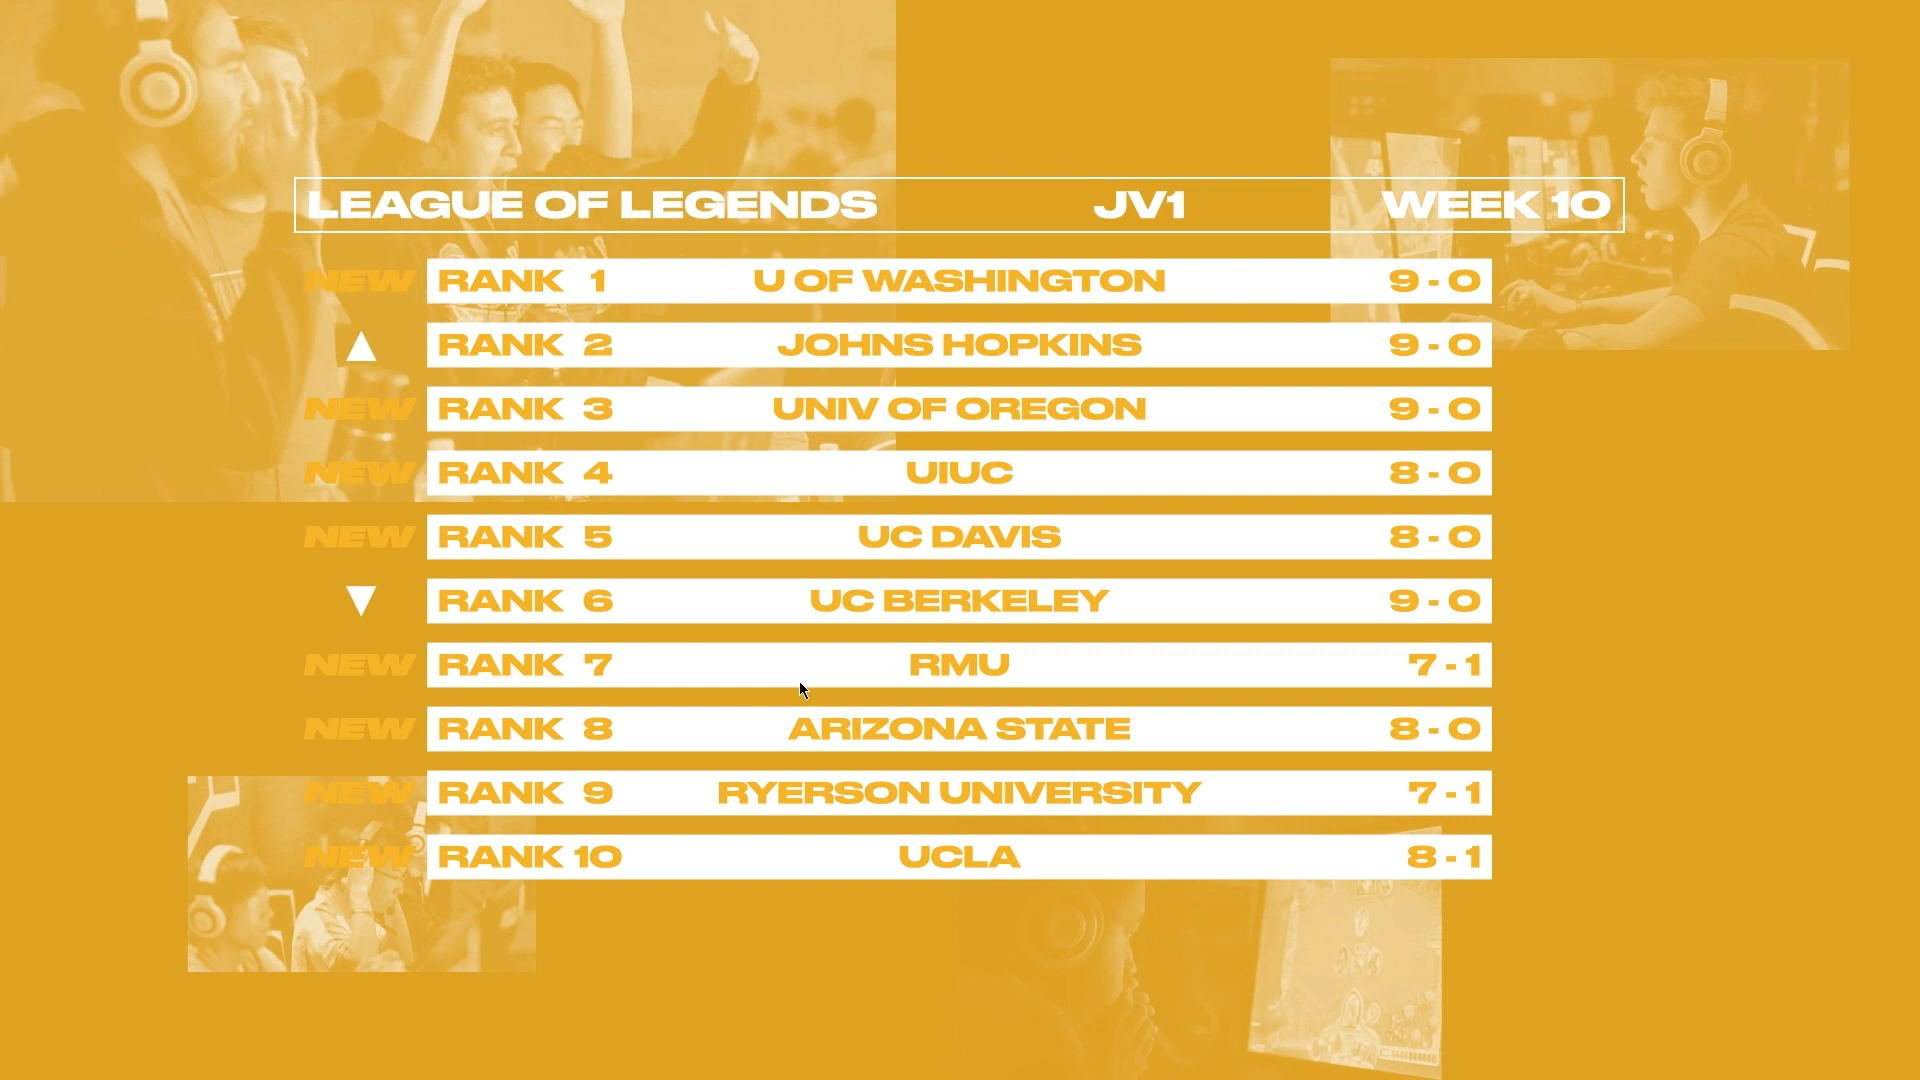 LEAGUE OF LEGENDS JV1 WEEK 10
NEW RANK 1 U OF WASHINGTON 9 - 0
▲ RANK 2 JOHNS HOPKINS 9 - 0
NEW RANK 3 UNIV OF OREGON 9 - 0
NEW RANK 4 UIUC 8 - 0
NEW RANK 5 UC DAVIS 8 - 0
▼ RANK 6 UC BERKELEY 9 - 0
NEW RANK 7 RMU 7 - 1
NEW RANK 8 ARIZONA STATE 8 - 0
NEW RANK 9 RYERSON UNIVERSITY 7 - 1
NEW RANK 10 UCLA 8 - 1